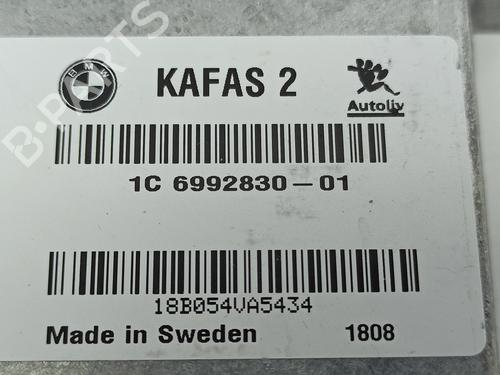 BMW
KAFAS 2
Autoliv
1C 6992830-01
18B054VA5434
Made in Sweden 1808
B-PARTS